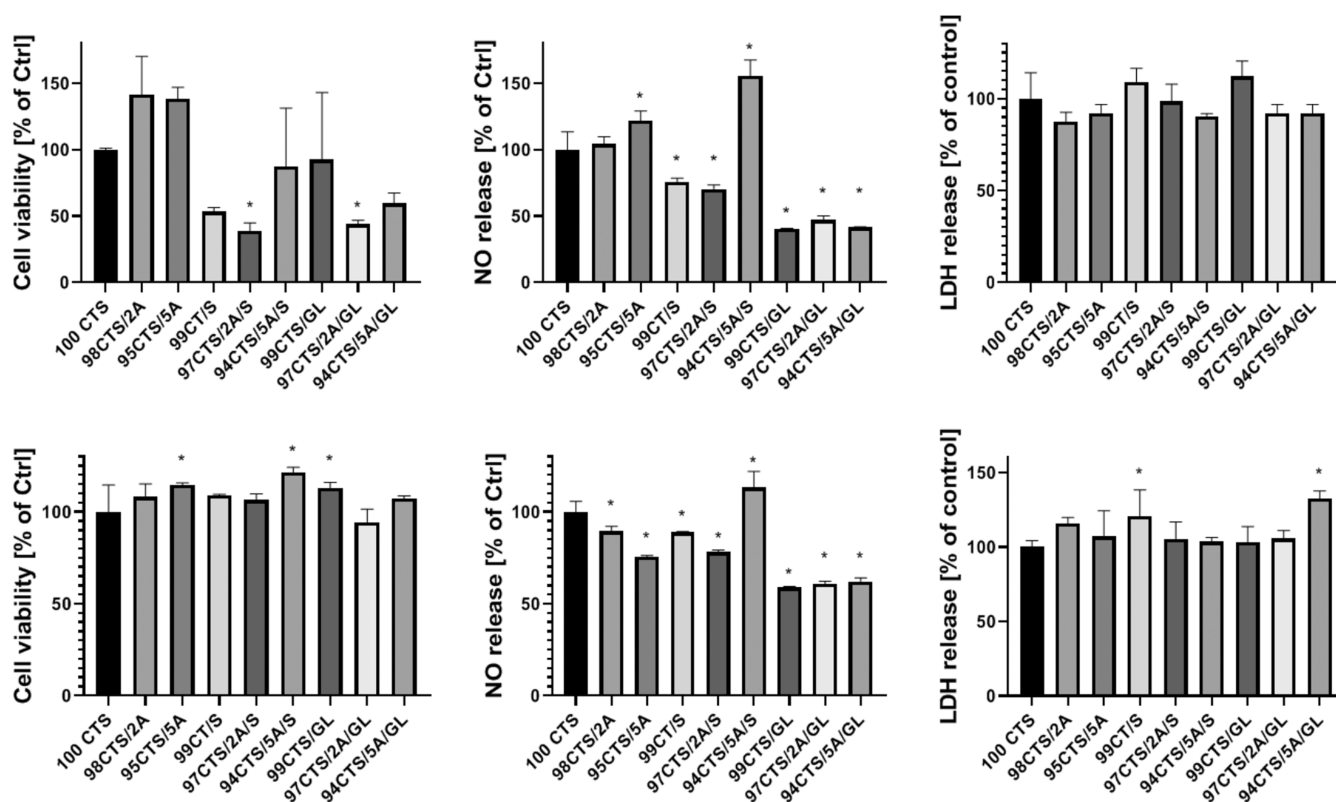 Cell viability [% of Ctrl]
150
100
50
0
100 CTS
98CTS/2A
95CTS/5A
99CT/S
97CTS/2A/S
94CTS/5A/S
99CTS/GL
97CTS/2A/GL
94CTS/5A/GL
*
*
NO release [% of Ctrl]
150
100
50
0
100 CTS
98CTS/2A
95CTS/5A
99CT/S
97CTS/2A/S
94CTS/5A/S
99CTS/GL
97CTS/2A/GL
94CTS/5A/GL
*
*
*
*
*
*
*
LDH release [% of control]
100
50
0
100 CTS
98CTS/2A
95CTS/5A
99CT/S
97CTS/2A/S
94CTS/5A/S
99CTS/GL
97CTS/2A/GL
94CTS/5A/GL
Cell viability [% of Ctrl]
100
50
0
100 CTS
98CTS/2A
95CTS/5A
99CT/S
97CTS/2A/S
94CTS/5A/S
99CTS/GL
97CTS/2A/GL
94CTS/5A/GL
*
*
*
NO release [% of Ctrl]
100
50
0
100 CTS
98CTS/2A
95CTS/5A
99CT/S
97CTS/2A/S
94CTS/5A/S
99CTS/GL
97CTS/2A/GL
94CTS/5A/GL
*
*
*
*
*
*
*
*
LDH release [% of control]
150
100
50
0
100 CTS
98CTS/2A
95CTS/5A
99CT/S
97CTS/2A/S
94CTS/5A/S
99CTS/GL
97CTS/2A/GL
94CTS/5A/GL
*
*